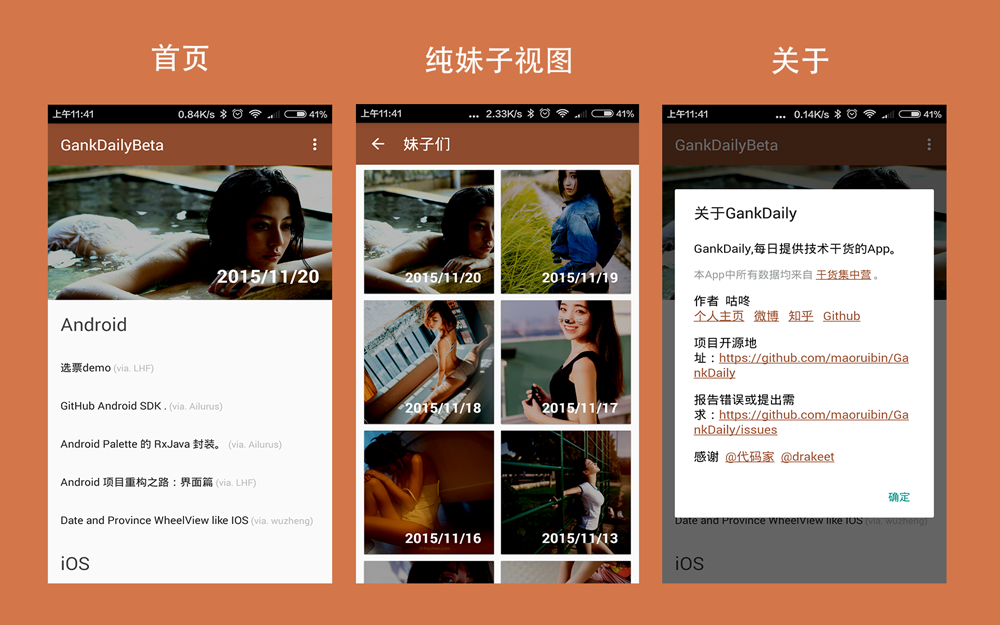 首页
纯妹子视图
关于
上午11:41
0.84K/s
41%
GankDailyBeta
2015/11/20
Android
选票demo (via. LHF)
GitHub Android SDK . (via. Ailurus)
Android Palette 的 RxJava 封装。 (via. Ailurus)
Android 项目重构之路：界面篇 (via. LHF)
Date and Province WheelView like IOS (via. wuzheng)
iOS
上午11:41
... 2.33K/s
41%
妹子们
2015/11/20
2015/11/19
2015/11/18
2015/11/17
2015/11/16
2015/11/13
上午11:41
... 0.14K/s
41%
GankDailyBeta
关于GankDaily
GankDaily,每日提供技术干货的App。
本App中所有数据均来自 干货集中营 。
作者 咕咚
个人主页 微博 知乎 Github
项目开源地
址：https://github.com/maoruibin/Ga
nkDaily
报告错误或提出需
求：https://github.com/maoruibin/Ga
nkDaily/issues
感谢 @代码家 @drakeet
确定
Date and Province WheelView like IOS (via. wuzheng)
iOS